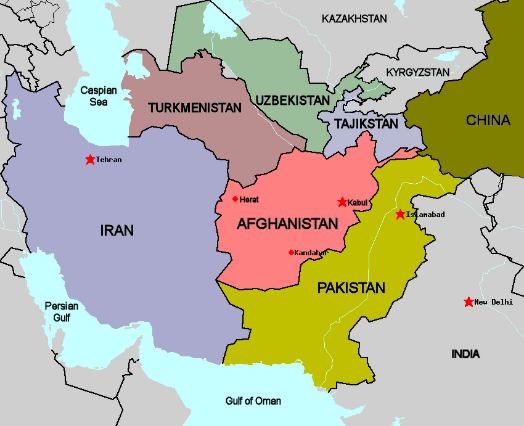 KAZAKHSTAN
KYRGYZSTAN
Caspian
Sea
UZBEKISTAN
TURKMENISTAN
TAJIKISTAN
CHINA
Tehran
Herat
Kabul
Islamabad
IRAN
AFGHANISTAN
Kandahar
PAKISTAN
Persian
Gulf
New Delhi
INDIA
Gulf of Oman